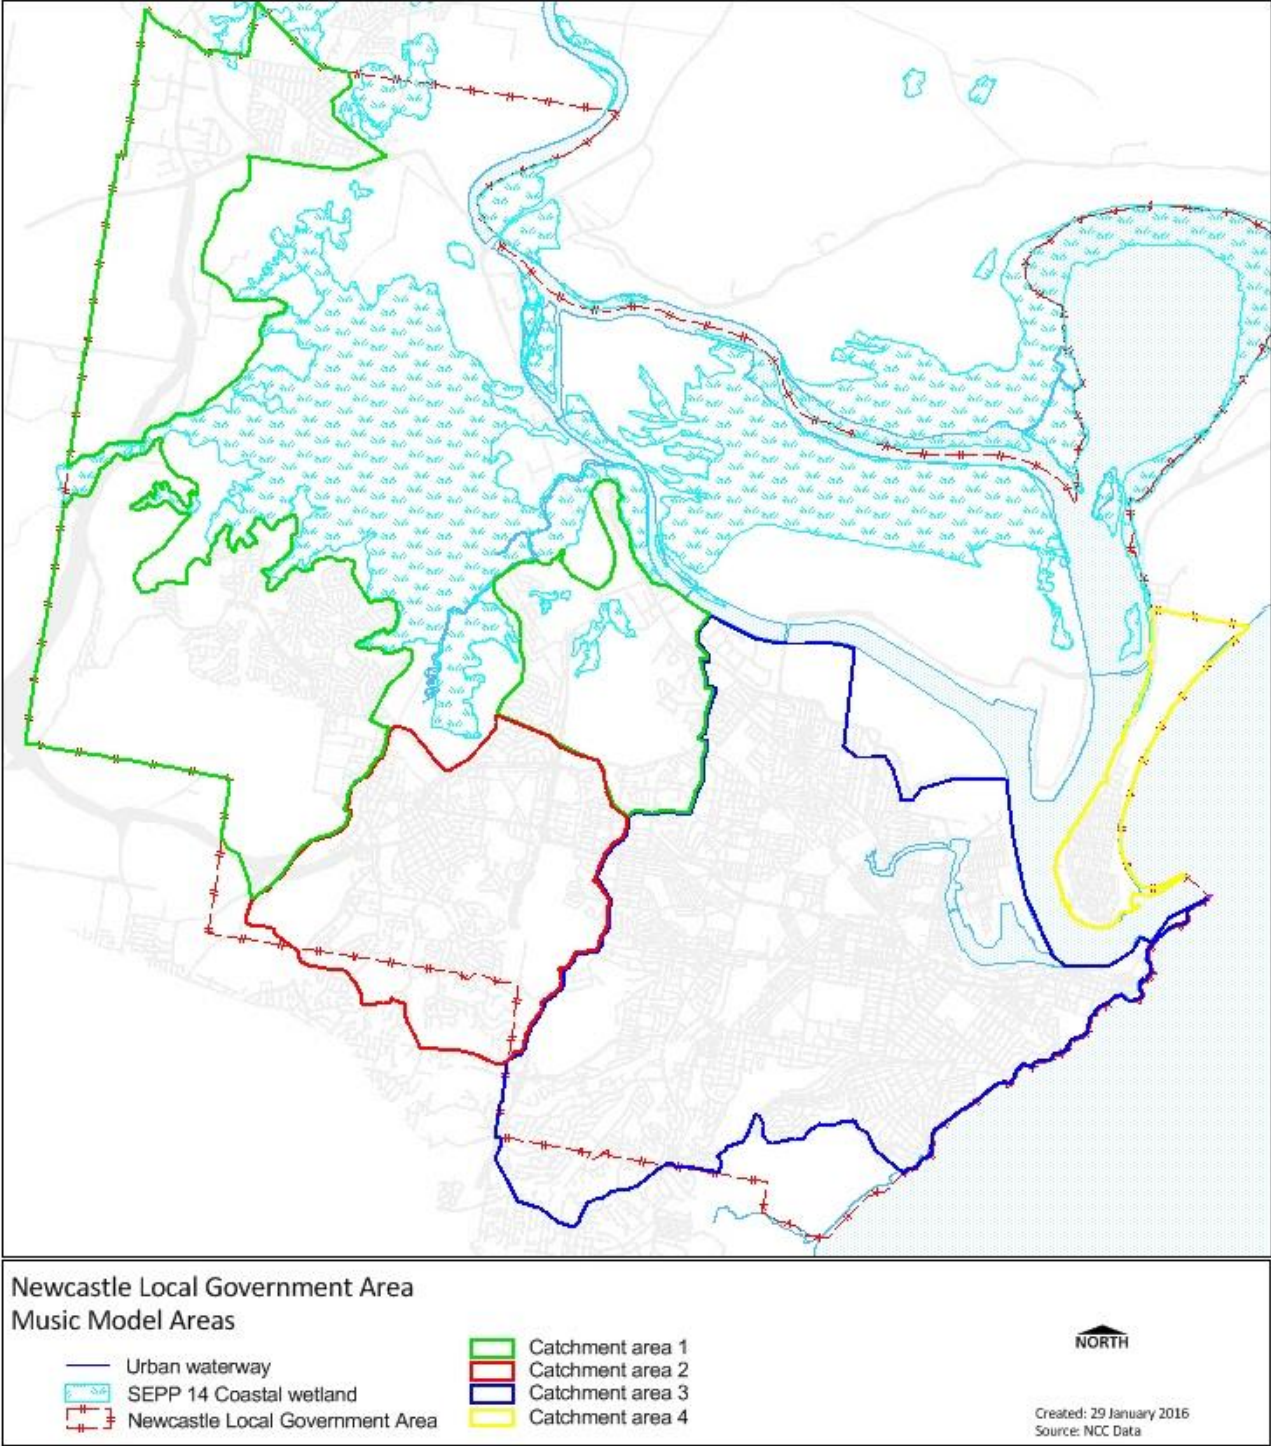 Newcastle Local Government Area
Music Model Areas
Urban waterway
SEPP 14 Coastal wetland
Newcastle Local Government Area
Catchment area 1
Catchment area 2
Catchment area 3
Catchment area 4
NORTH
Created: 29 January 2016
Source: NCC Data